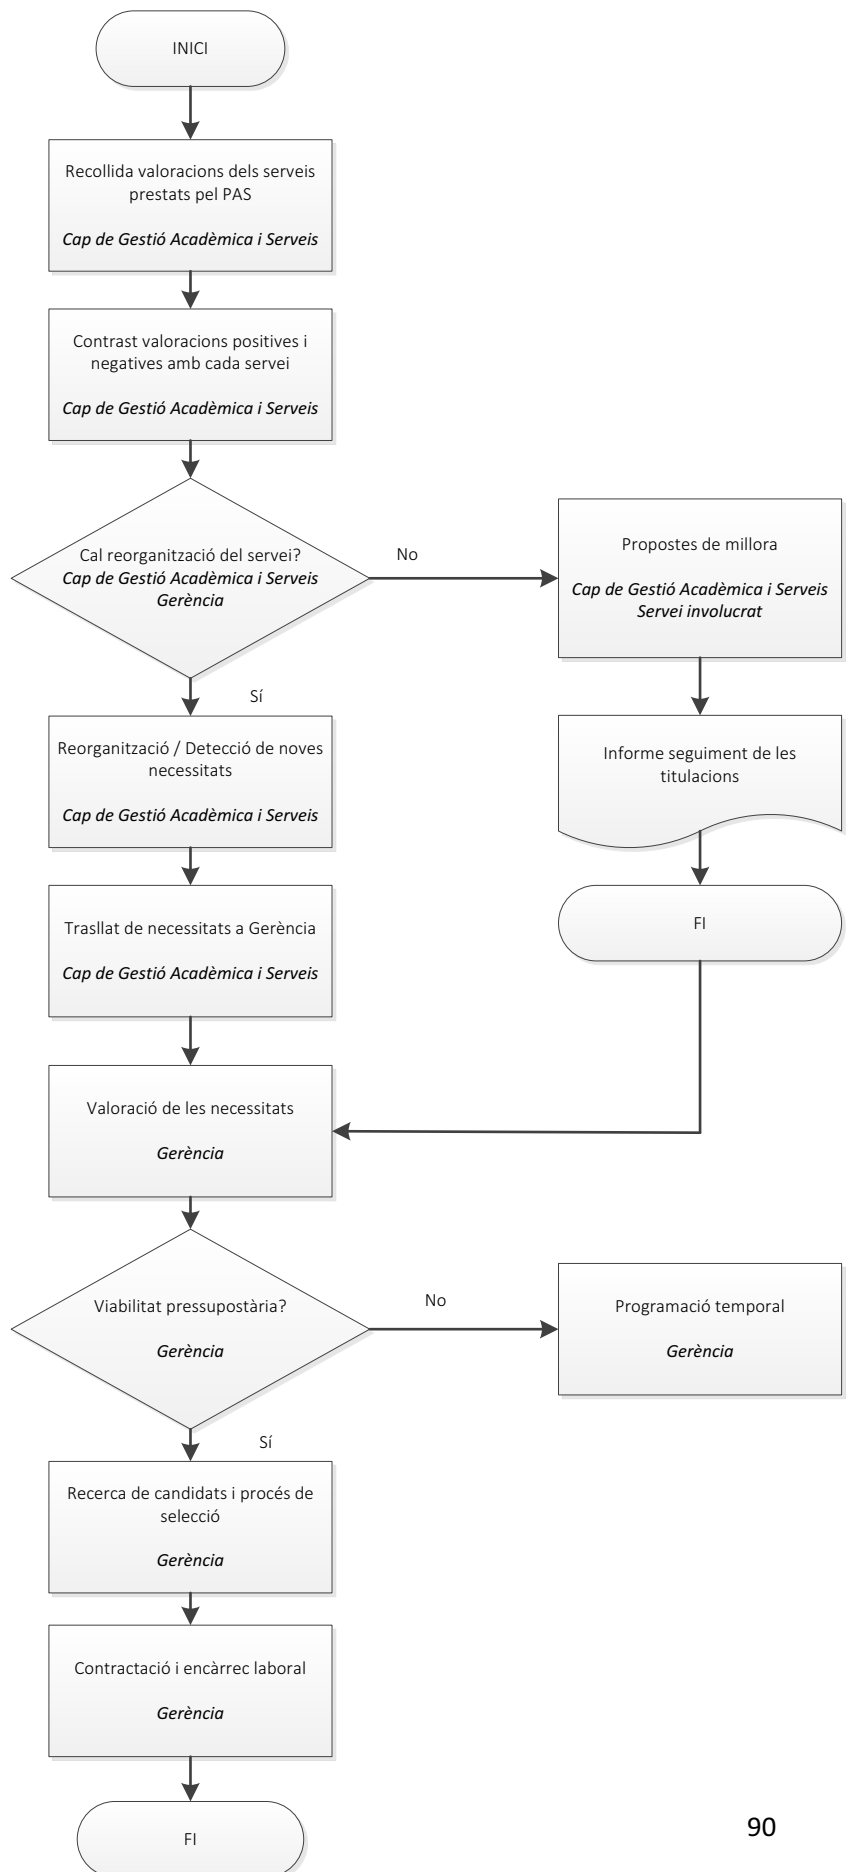 INICI
Recollida valoracions dels serveis
prestats pel PAS
Cap de Gestió Acadèmica i Serveis
Contrast valoracions positives i
negatives amb cada servei
Cap de Gestió Acadèmica i Serveis
Cal reorganització del servei?
Cap de Gestió Acadèmica i Serveis
Gerència
No
Propostes de millora
Cap de Gestió Acadèmica i Serveis
Servei involucrat
Sí
Reorganització / Detecció de noves
necessitats
Cap de Gestió Acadèmica i Serveis
Informe seguiment de les
titulacions
Trasllat de necessitats a Gerència
Cap de Gestió Acadèmica i Serveis
FI
Valoració de les necessitats
Gerència
Viabilitat pressupostària?
Gerència
No
Programació temporal
Gerència
Sí
Recerca de candidats i procés de
selecció
Gerència
Contractació i encàrrec laboral
Gerència
FI
90